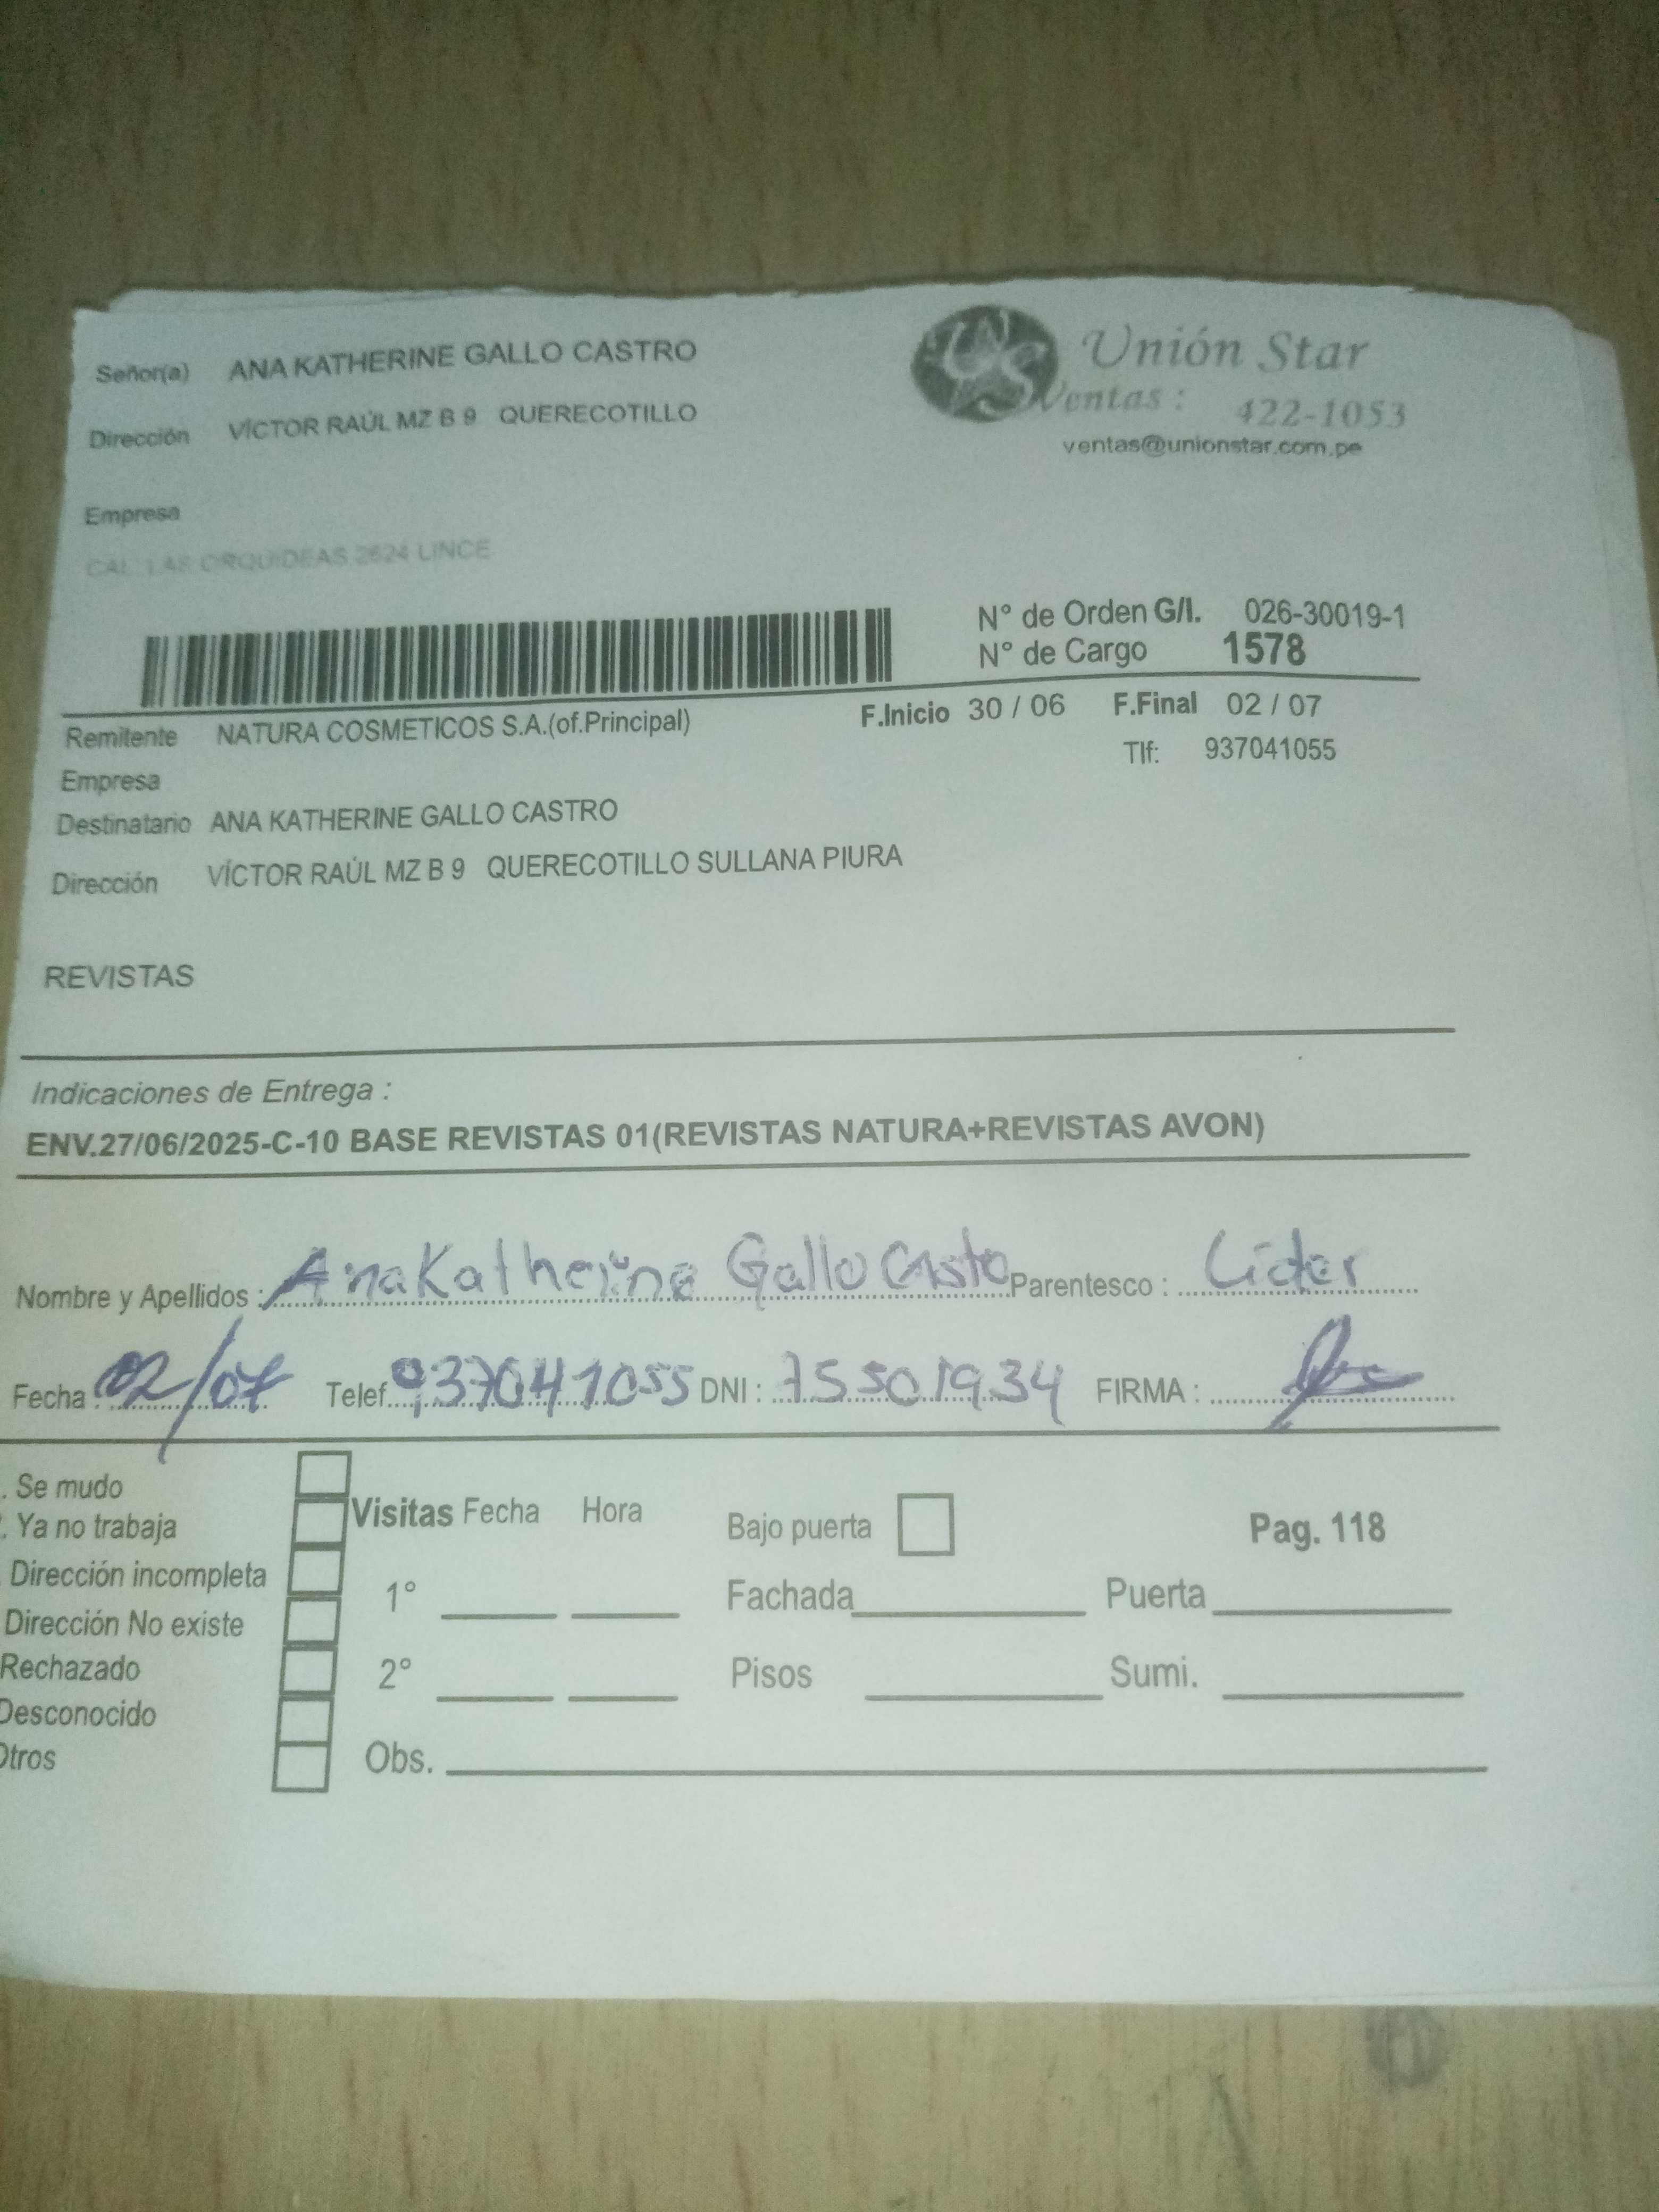 Señor(a) ANA KATHERINE GALLO CASTRO
Unión Star
Dirección VÍCTOR RAÚL MZ B 9 QUERECOTILLO
Ventas : 422-1053
ventas@unionstar.com.pe
Empresa
CAL. LAS ORQUIDEAS 2624 LINCE
N° de Orden G/I. 026-30019-1
N° de Cargo 1578
Remitente NATURA COSMETICOS S.A.(of.Principal) F.Inicio 30 / 06 F.Final 02 / 07
Tlf: 937041055
Empresa
Destinatario ANA KATHERINE GALLO CASTRO
Dirección VÍCTOR RAÚL MZ B 9 QUERECOTILLO SULLANA PIURA
REVISTAS
Indicaciones de Entrega :
ENV.27/06/2025-C-10 BASE REVISTAS 01(REVISTAS NATURA+REVISTAS AVON)
Nombre y Apellidos : Ana Katherine Gallo Casto Parentesco : Lider
Fecha : 02/07 Telef. 937041055 DNI : 75501934 FIRMA :
. Se mudo
. Ya no trabaja
Dirección incompleta
Dirección No existe
Rechazado
Desconocido
Otros
Visitas Fecha Hora
1°
2°
Obs.
Bajo puerta
Pag. 118
Fachada Puerta
Pisos Sumi.